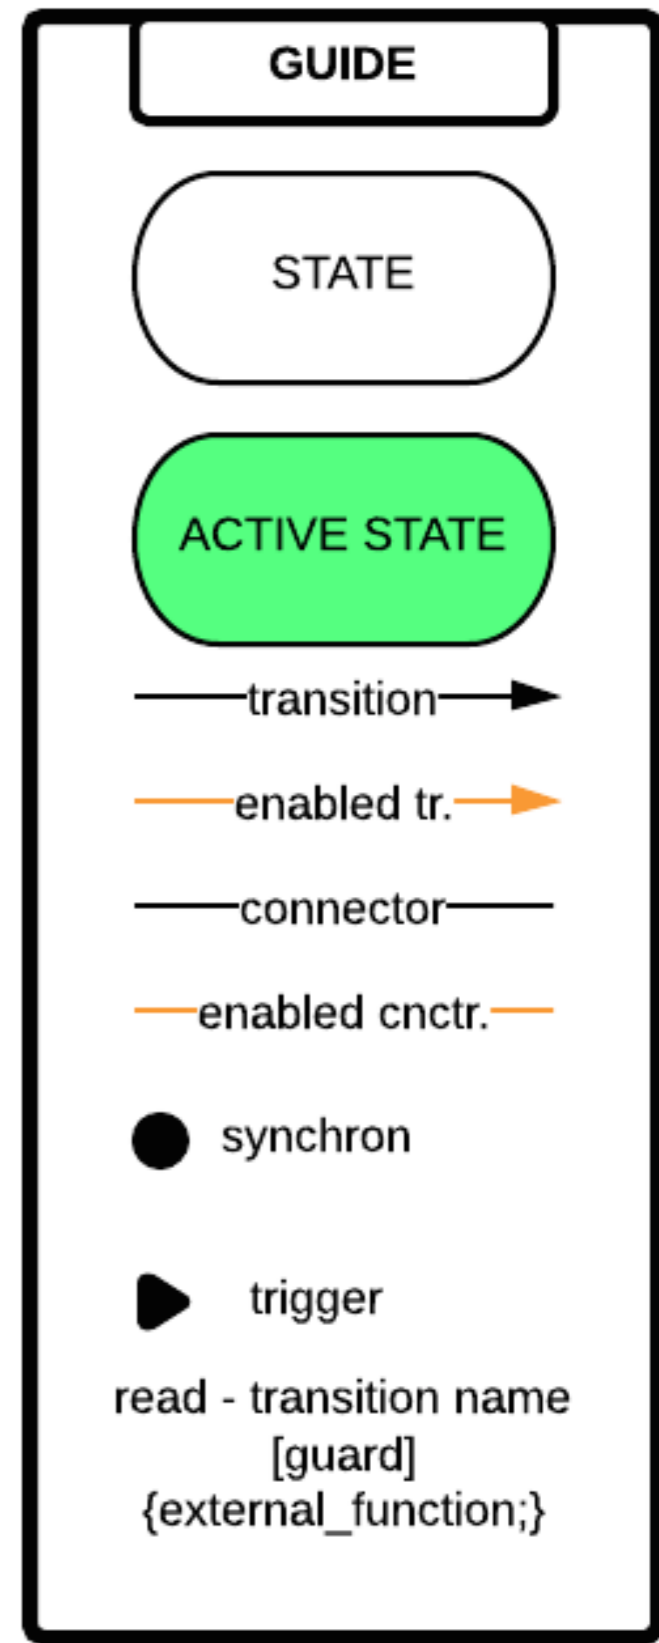 GUIDE
STATE
ACTIVE STATE
transition
enabled tr.
connector
enabled cnctr.
synchron
trigger
read - transition name
[guard]
{external_function;}